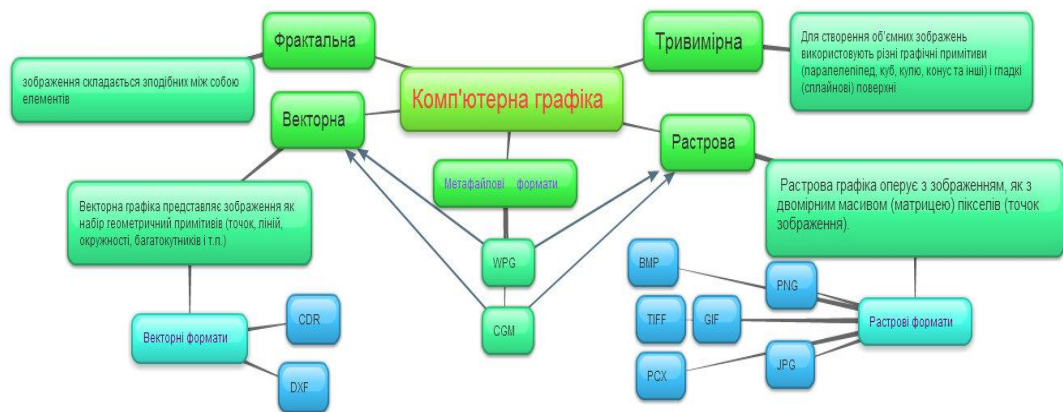 Фрактальна
Тривимірна
Для створення об'ємних зображень
використовують різні графічні примітиви
(паралелепіпед, куб, кулю, конус та інші) і гладкі
(сплайнові) поверхні
зображення складається зподібних між собою
елементів
Комп'ютерна графіка
Векторна
Растрова
Метафайлові формати
Векторна графіка представляє зображення як
набір геометричний примітивів (точок, ліній,
окружності, багатокутників і т.п.)
Растрова графіка оперує з зображенням, як з
двомірним масивом (матрицею) пікселів (точок
зображення).
WPG
CGM
BMP
PNG
TIFF
GIF
PCX
JPG
Растрові формати
Векторні формати
CDR
DXF